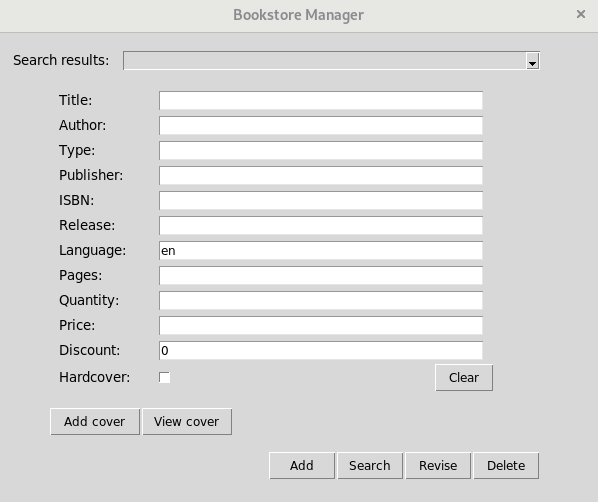 Bookstore Manager
Search results:
Title:
Author:
Type:
Publisher:
ISBN:
Release:
Language: en
Pages:
Quantity:
Price:
Discount: 0
Hardcover: Clear
Add cover View cover
Add Search Revise Delete